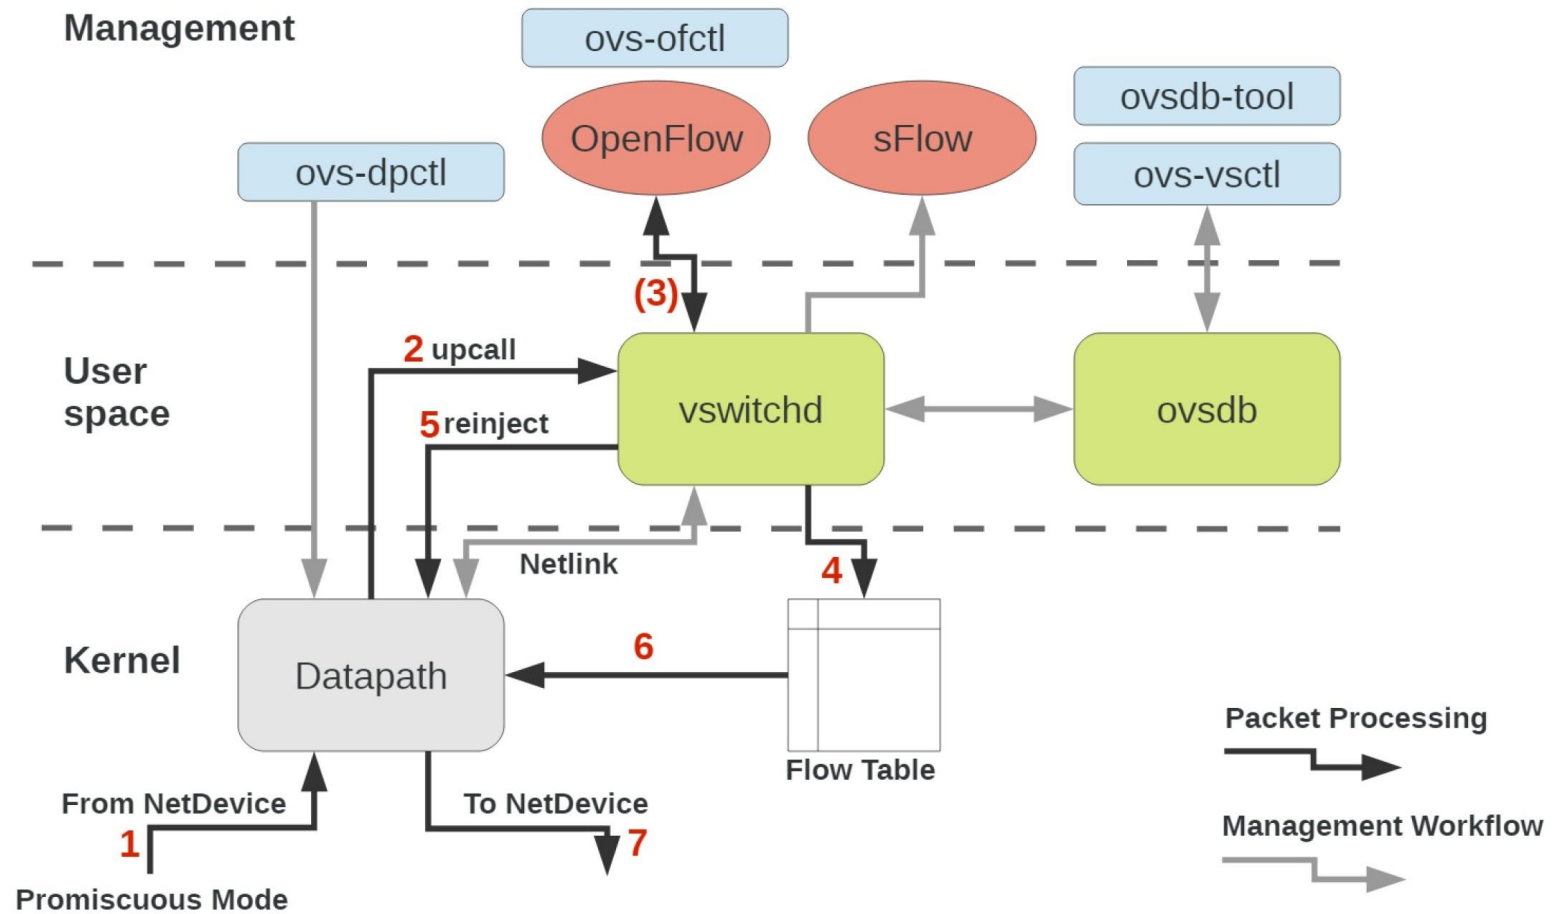 Management
ovs-ofctl
OpenFlow
sFlow
ovsdb-tool
ovs-vsctl
ovs-dpctl
(3)
User
space
2 upcall
5 reinject
vswitchd
ovsdb
Netlink
4
Kernel
Datapath
6
Flow Table
From NetDevice
1
Promiscuous Mode
To NetDevice
7
Packet Processing
Management Workflow